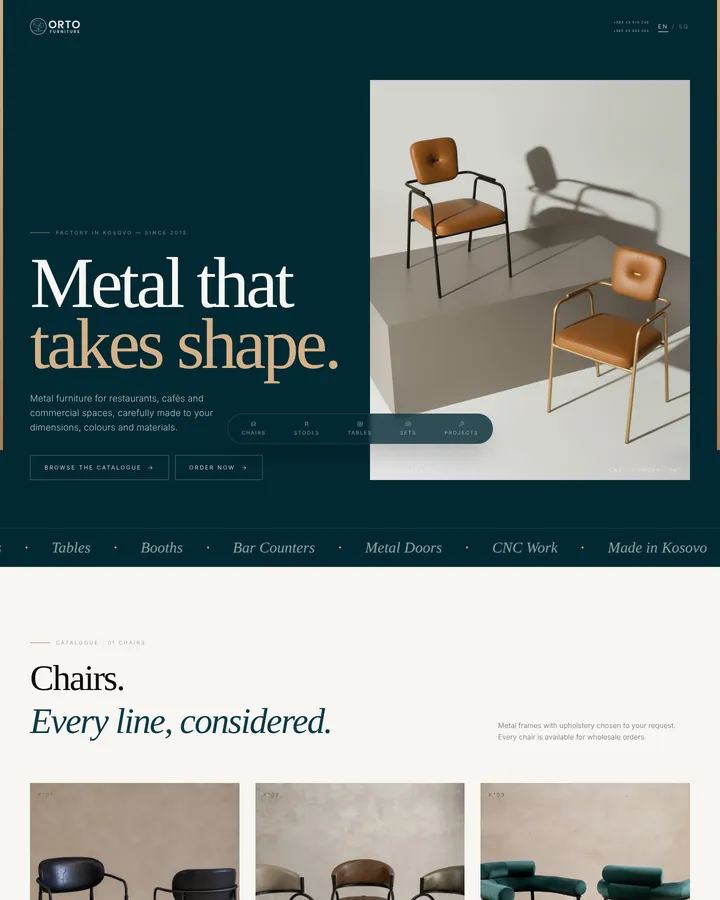 ORTO
FURNITURE
EN / SQ
FACTORY IN KOSOVO — SINCE 2015
Metal that
takes shape.
Metal furniture for restaurants, cafés and
commercial spaces, carefully made to your
dimensions, colours and materials.
CHAIRS
STOOLS
TABLES
SETS
PROJECTS
BROWSE THE CATALOGUE →
ORDER NOW →
Tables · Booths · Bar Counters · Metal Doors · CNC Work · Made in Kosovo
CATALOGUE · 01 CHAIRS
Chairs.
Every line, considered.
Metal frames with upholstery chosen to your request.
Every chair is available for wholesale orders.